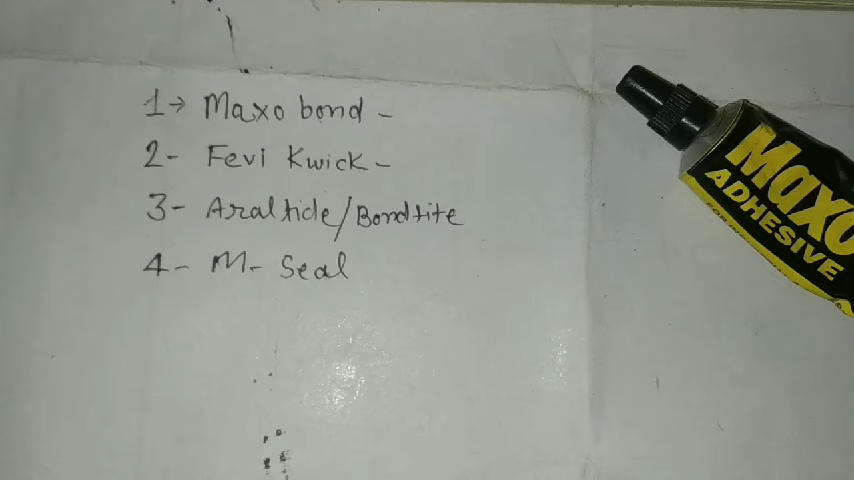 1→ Maxo bond -
2- Fevi Kwick -
3- Araltide/Bondtite
4- M- Seal
Maxo
ADHESIVE